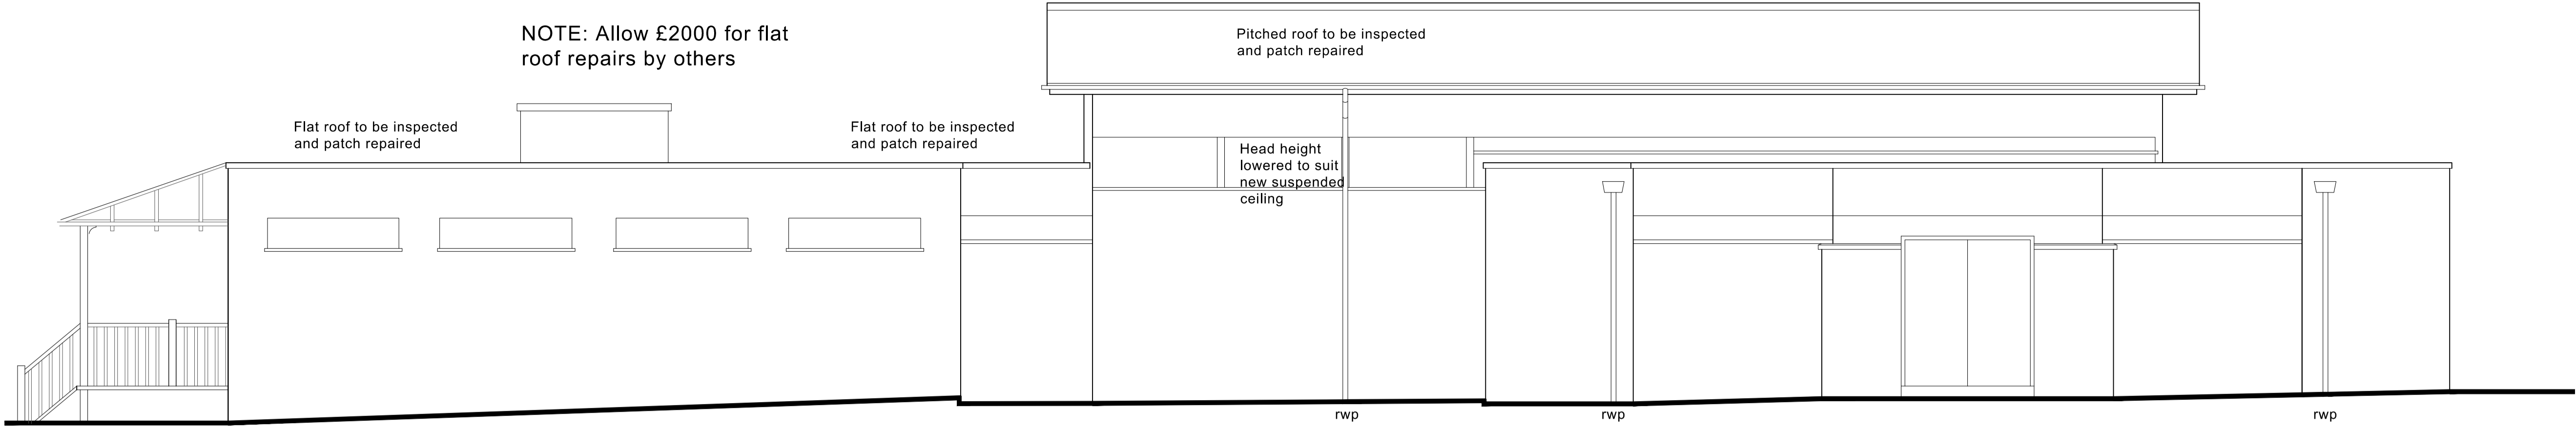 NOTE: Allow £2000 for flat
roof repairs by others
Pitched roof to be inspected
and patch repaired
Flat roof to be inspected
and patch repaired
Flat roof to be inspected
and patch repaired
Head height
lowered to suit
new suspended
ceiling
rwp
rwp
rwp